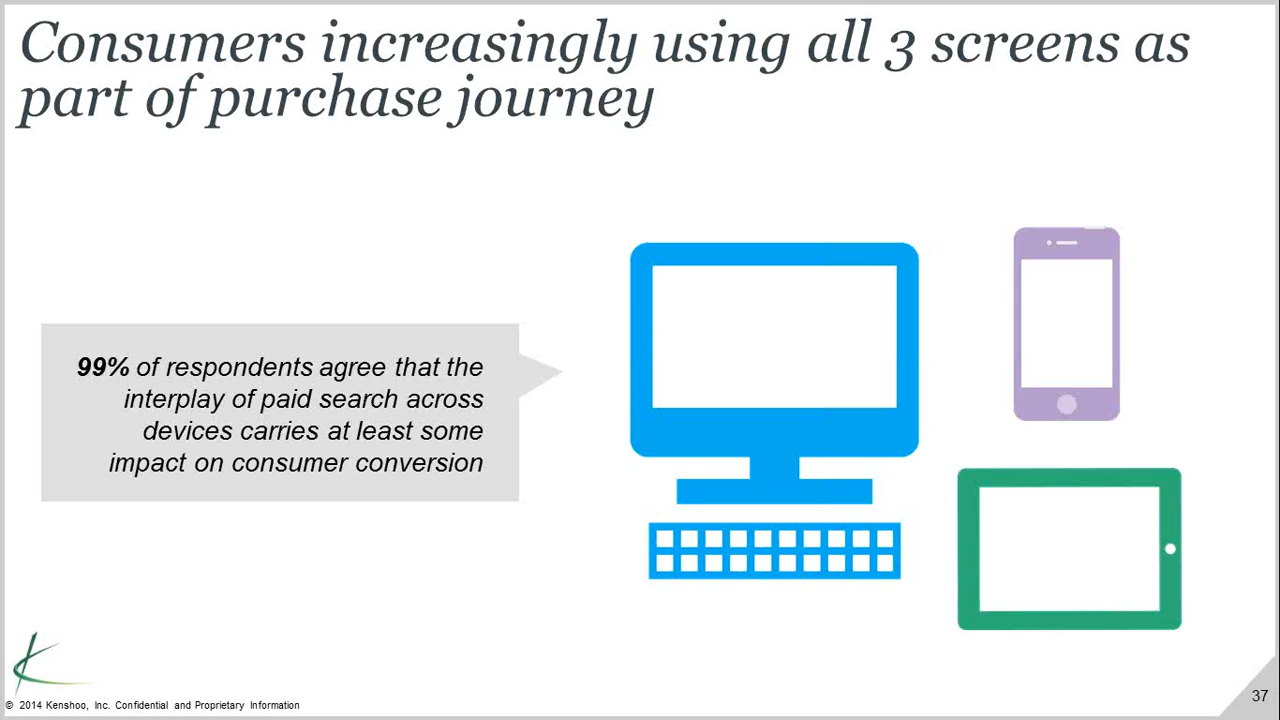 Consumers increasingly using all 3 screens as
part of purchase journey
99% of respondents agree that the
interplay of paid search across
devices carries at least some
impact on consumer conversion
© 2014 Kenshoo, Inc. Confidential and Proprietary Information
37